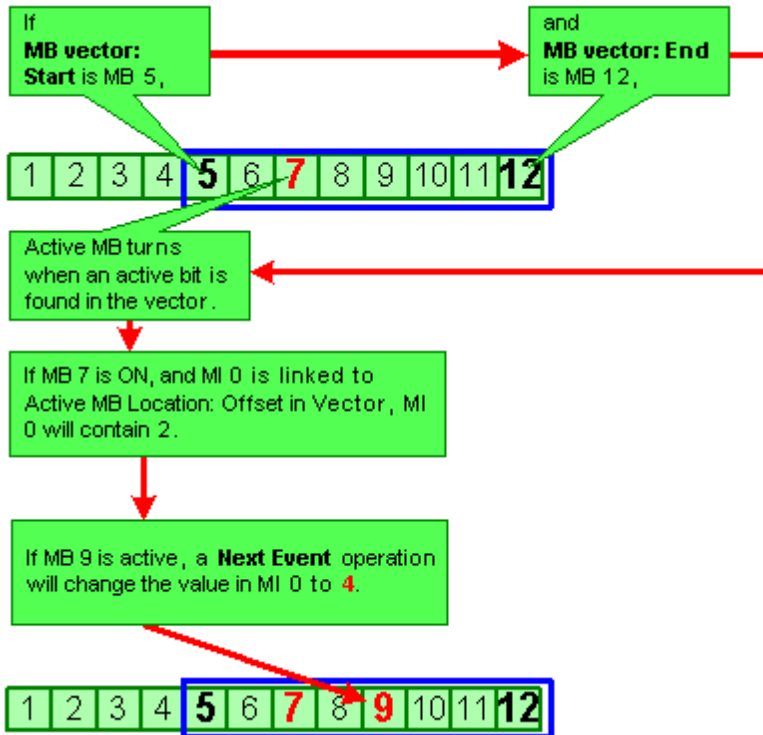 If
MB vector:
Start is MB 5,
and
MB vector: End
is MB 12,
1 2 3 4 5 6 7 8 9 10 11 12
Active MB turns
when an active bit is
found in the vector.
If MB 7 is ON, and MI 0 is linked to
Active MB Location: Offset in Vector, MI
0 will contain 2.
If MB 9 is active, a Next Event operation
will change the value in MI 0 to 4.
1 2 3 4 5 6 7 8 9 10 11 12